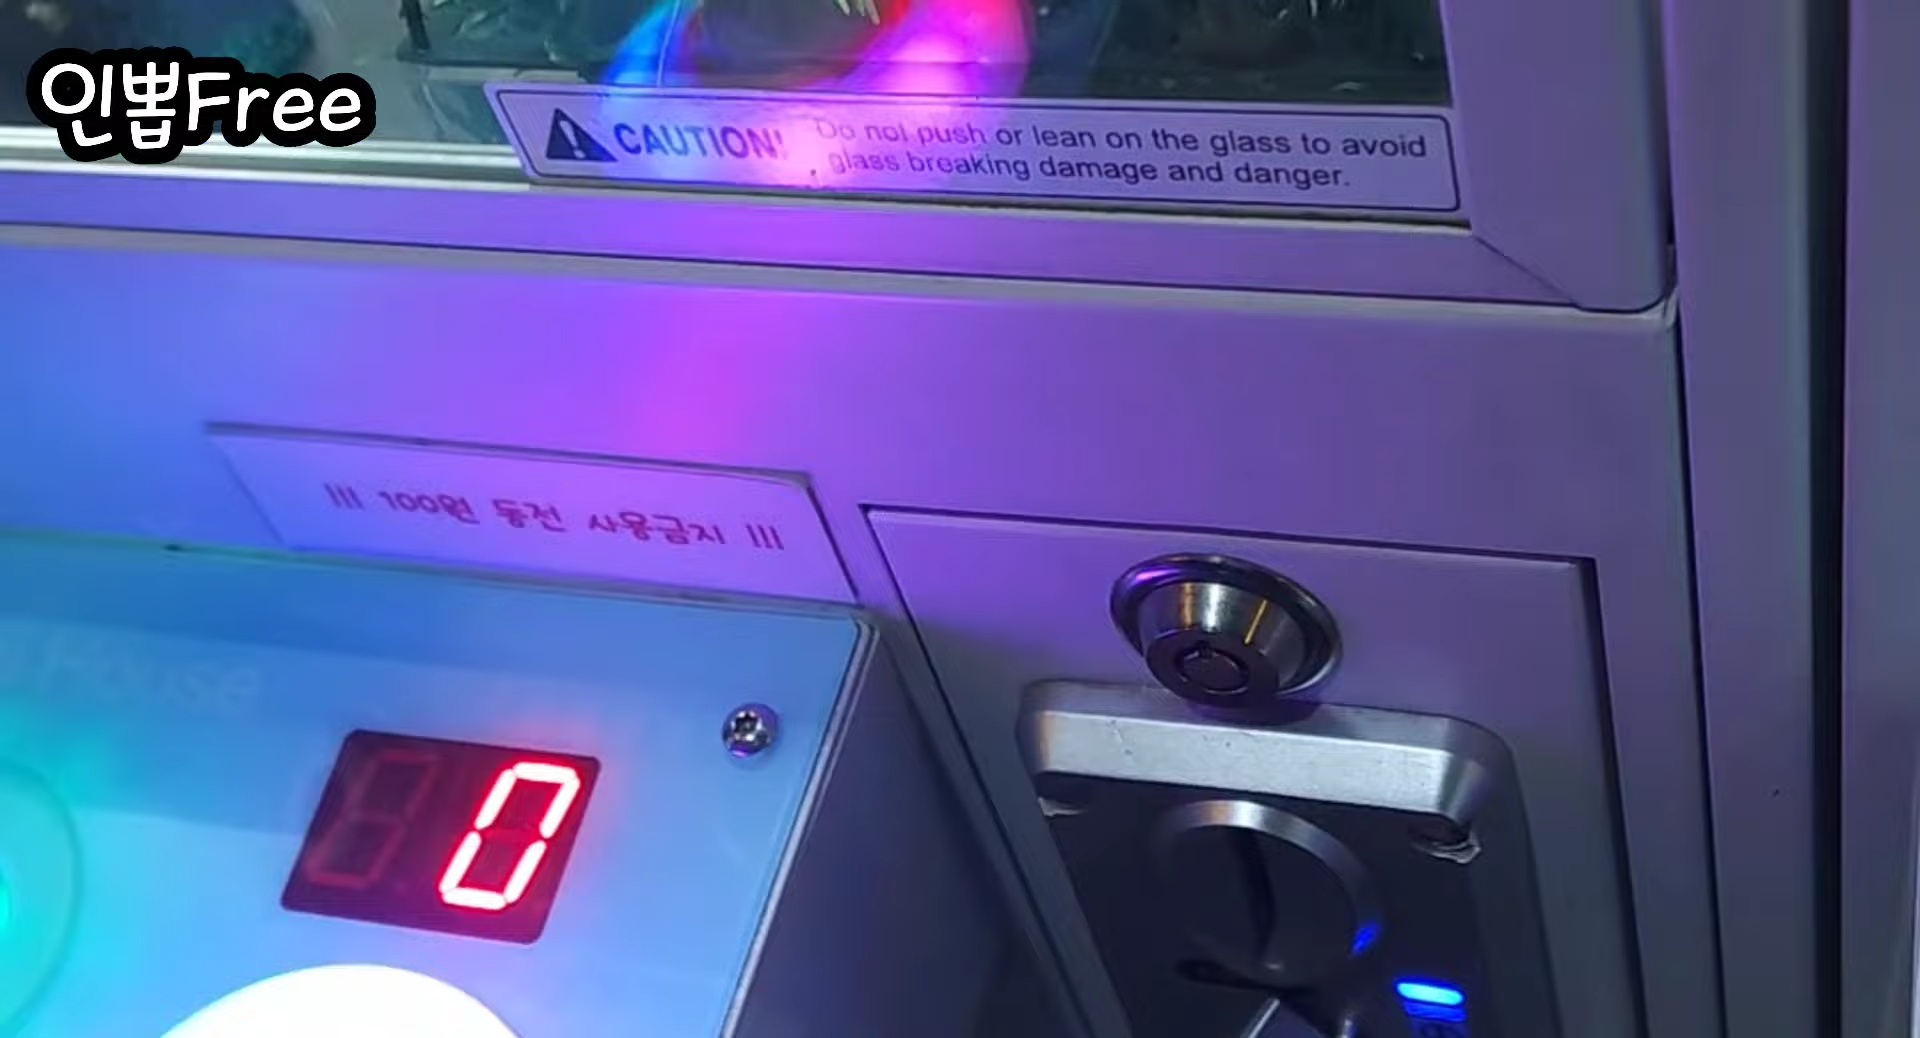 인뽑Free
CAUTION! Do not push or lean on the glass to avoid
glass breaking damage and danger.
!!! 100원 동전 사용금지 !!!
House
0